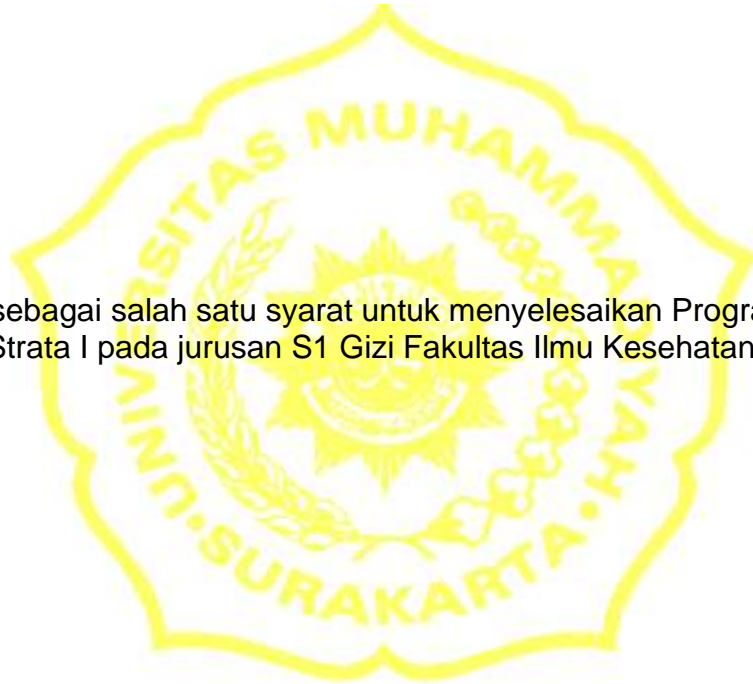 UNIVERSITAS MUHAMMADIYAH
sebagai salah satu syarat untuk menyelesaikan Progra
Strata I pada jurusan S1 Gizi Fakultas Ilmu Kesehatan
SURAKARTA